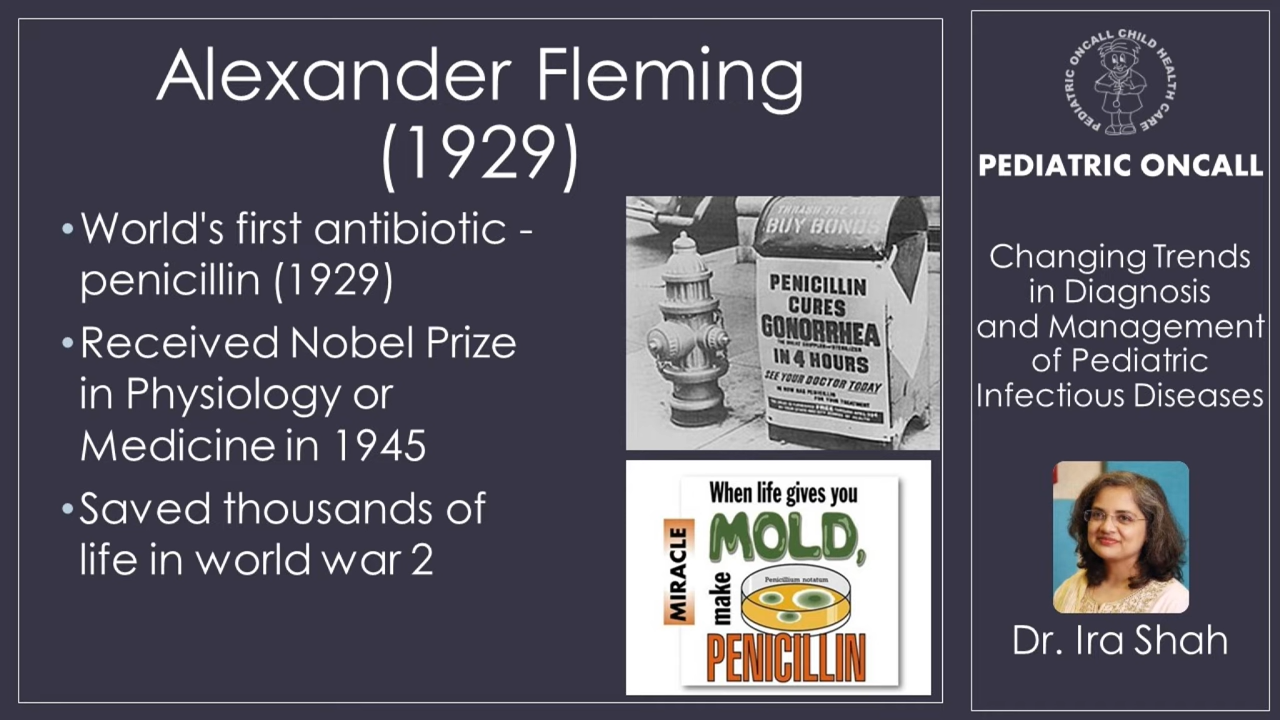 Alexander Fleming
(1929)
•World's first antibiotic -
penicillin (1929)
•Received Nobel Prize
in Physiology or
Medicine in 1945
•Saved thousands of
life in world war 2
BUY BONDS
PENICILLIN
CURES
GONORRHEA
IN 4 HOURS
SEE YOUR DOCTOR TODAY
When life gives you
MOLD,
MIRACLE
make
Penicillium notatum
PENICILLIN
PEDIATRIC ONCALL CHILD HEALTH CARE
PEDIATRIC ONCALL
Changing Trends
in Diagnosis
and Management
of Pediatric
Infectious Diseases
Dr. Ira Shah